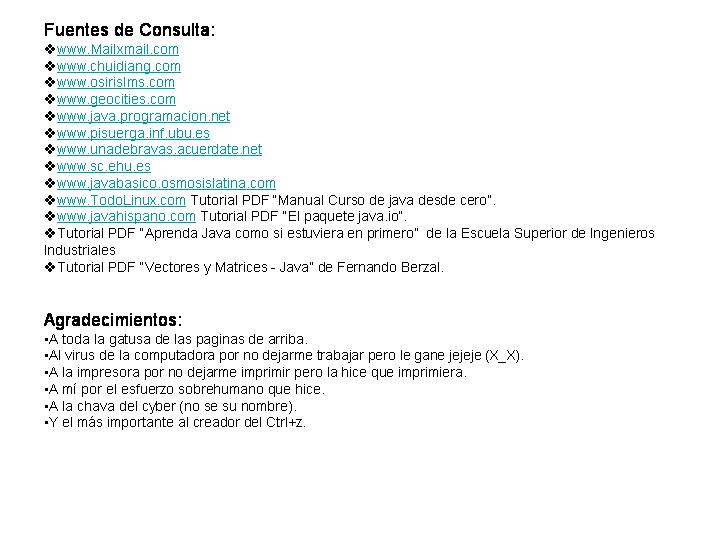 Fuentes de Consulta:
❖www.Mailxmail.com
❖www.chuidiang.com
❖www.osirislms.com
❖www.geocities.com
❖www.java.programacion.net
❖www.pisuerga.inf.ubu.es
❖www.unadebravas.acuerdate.net
❖www.sc.ehu.es
❖www.javabasico.osmosislatina.com
❖www.Todo.Linux.com Tutorial PDF “Manual Curso de java desde cero”.
❖www.javahispano.com Tutorial PDF “El paquete java.io”.
❖Tutorial PDF “Aprenda Java como si estuviera en primero”  de la Escuela Superior de Ingenieros
Industriales
❖Tutorial PDF “Vectores y Matrices - Java” de Fernando Berzal.
Agradecimientos:
•A toda la gatusa de las paginas de arriba.
•Al virus de la computadora por no dejarme trabajar pero le gane jejeje (X_X).
•A la impresora por no dejarme imprimir pero la hice que imprimiera.
•A mí por el esfuerzo sobrehumano que hice.
•A la chava del cyber (no se su nombre).
•Y el más importante al creador del Ctrl+z.